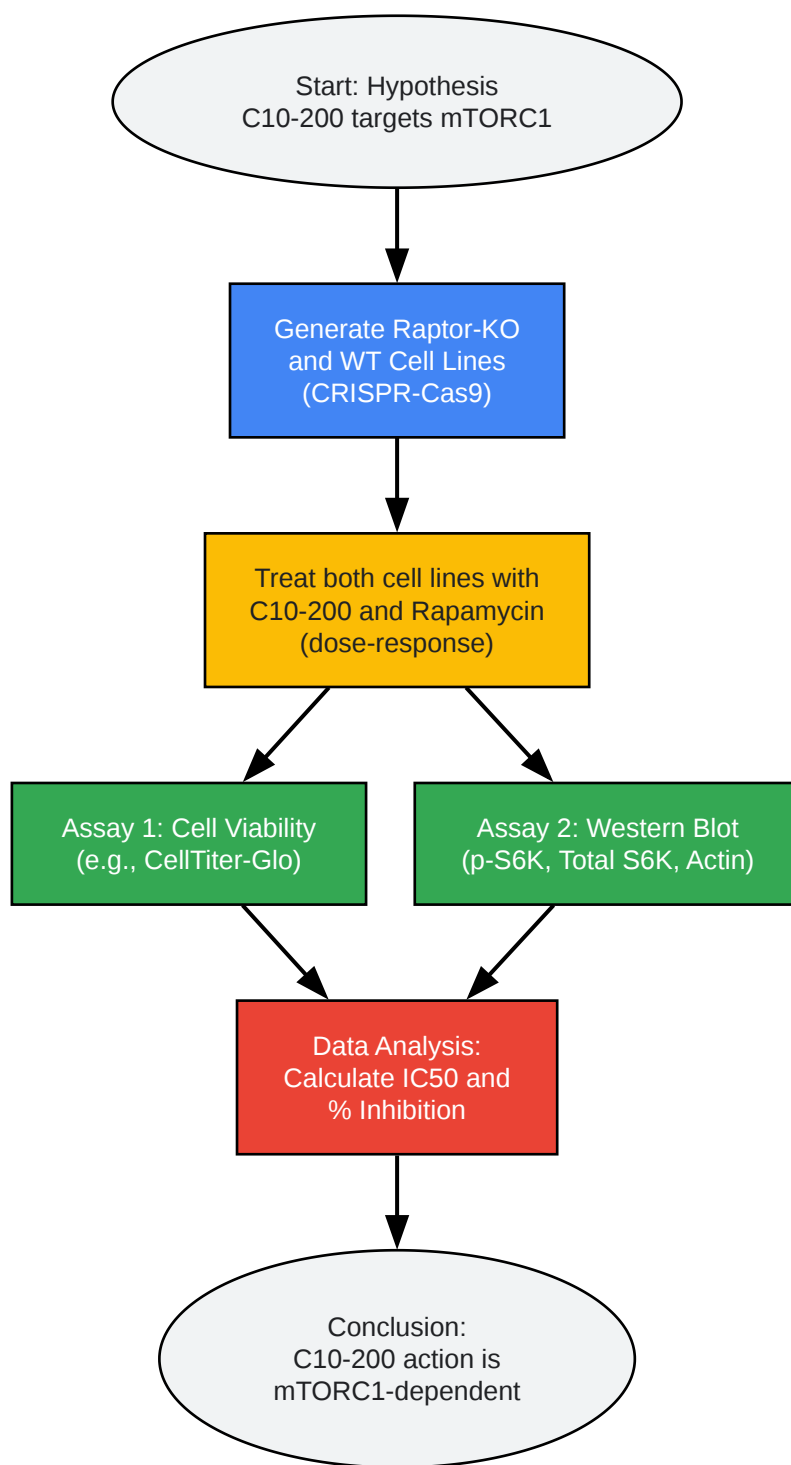 Start: Hypothesis
C10-200 targets mTORC1
Generate Raptor-KO
and WT Cell Lines
(CRISPR-Cas9)
Treat both cell lines with
C10-200 and Rapamycin
(dose-response)
Assay 1: Cell Viability
(e.g., CellTiter-Glo)
Assay 2: Western Blot
(p-S6K, Total S6K, Actin)
Data Analysis:
Calculate IC50 and
% Inhibition
Conclusion:
C10-200 action is
mTORC1-dependent